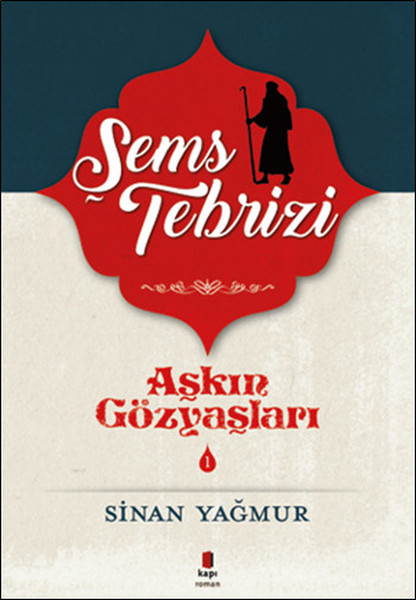 Şems
Tebrizi
Aşkın
Gözyaşları
1
SİNAN YAĞMUR
kapı
roman